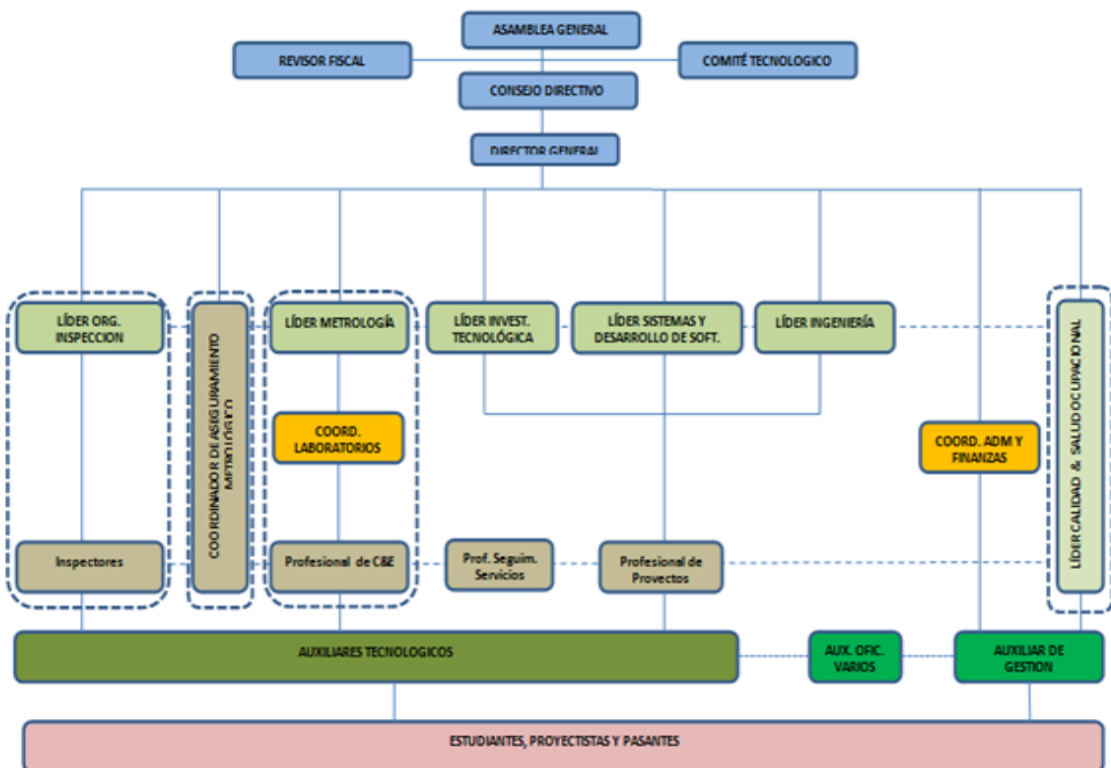 ASAMBLEA GENERAL
REVISOR FISCAL
COMITÉ TECNOLOGICO
CONSEJO DIRECTIVO
DIRECTOR GENERAL
LÍDER ORG.
INSPECCION
COORDINADOR DE ASEGURAMIENTO
METROLÓGICO
LÍDER METROLOGÍA
LÍDER INVEST.
TECNOLÓGICA
LÍDER SISTEMAS Y
DESARROLLO DE SOFT.
LÍDER INGENIERÍA
LÍDER CALIDAD & SALUD OCUPACIONAL
COORD.
LABORATORIOS
COORD. ADM Y
FINANZAS
Inspectores
Profesional de C&E
Prof. Seguim.
Servicios
Profesional de
Proyectos
AUXILIARES TECNOLOGICOS
AUX. OFIC.
VARIOS
AUXILIAR DE
GESTION
ESTUDIANTES, PROYECTISTAS Y PASANTES